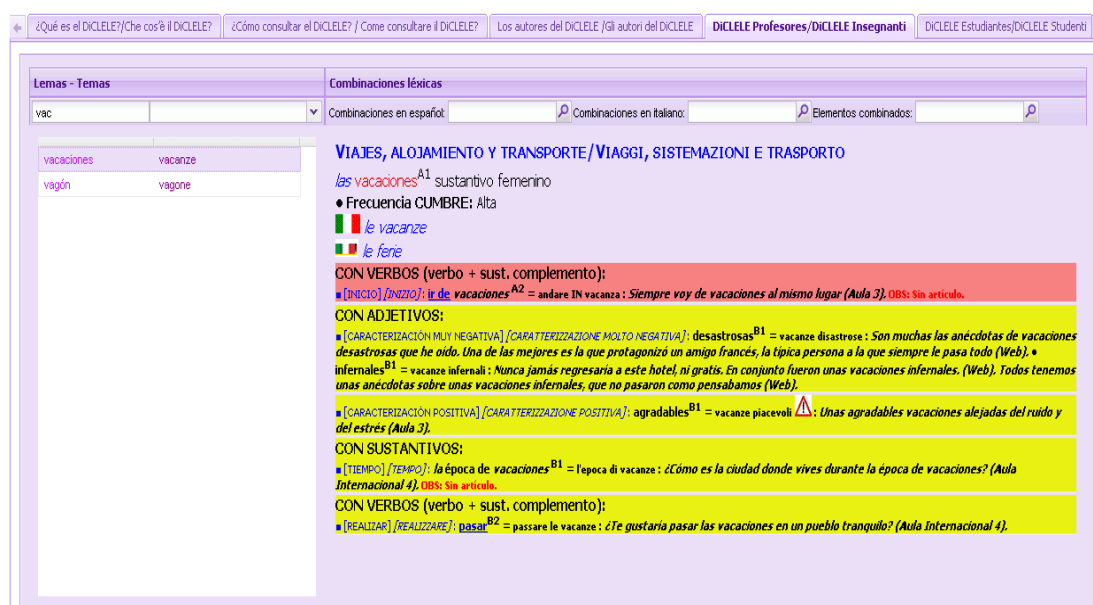 ¿Qué es el DiCLELE?/Che cos'è il DiCLELE?
¿Cómo consultar el DiCLELE? / Come consultare il DiCLELE?
Los autores del DiCLELE /Gli autori del DiCLELE
DiCLELE Profesores/DiCLELE Insegnanti
DiCLELE Estudiantes/DiCLELE Studenti
Lemas - Temas
Combinaciones léxicas
vac
Combinaciones en español:
Combinaciones en italiano:
Elementos combinados:
vacaciones vacanze
vagón vagone
VIAJES, ALOJAMIENTO Y TRANSPORTE/VIAGGI, SISTEMAZIONI E TRASPORTO
las vacaciones A1 sustantivo femenino
● Frecuencia CUMBRE: Alta
le vacanze
le ferie
CON VERBOS (verbo + sust. complemento):
■ [INICIO] [INIZIO]: ir de vacaciones A2 = andare IN vacanza : Siempre voy de vacaciones al mismo lugar (Aula 3). OBS: Sin artículo.
CON ADJETIVOS:
■ [CARACTERIZACIÓN MUY NEGATIVA] [CARATTERIZZAZIONE MOLTO NEGATIVA]: desastrosas B1 = vacanze disastrose : Son muchas las anécdotas de vacaciones
desastrosas que he oído. Una de las mejores es la que protagonizó un amigo francés, la típica persona a la que siempre le pasa todo (Web). ●
infernales B1 = vacanze infernali : Nunca jamás regresaría a este hotel, ni gratis. En conjunto fueron unas vacaciones infernales. (Web). Todos tenemos
unas anécdotas sobre unas vacaciones infernales, que no pasaron como pensabamos (Web).
■ [CARACTERIZACIÓN POSITIVA] [CARATTERIZZAZIONE POSITIVA]: agradables B1 = vacanze piacevoli : Unas agradables vacaciones alejadas del ruido y
del estrés (Aula 3).
CON SUSTANTIVOS:
■ [TIEMPO] [TEMPO]: la época de vacaciones B1 = l'epoca di vacanze : ¿Cómo es la ciudad donde vives durante la época de vacaciones? (Aula
Internacional 4). OBS: Sin artículo.
CON VERBOS (verbo + sust. complemento):
■ [REALIZAR] [REALIZZARE]: pasar B2 = passare le vacanze : ¿Te gustaría pasar las vacaciones en un pueblo tranquilo? (Aula Internacional 4).